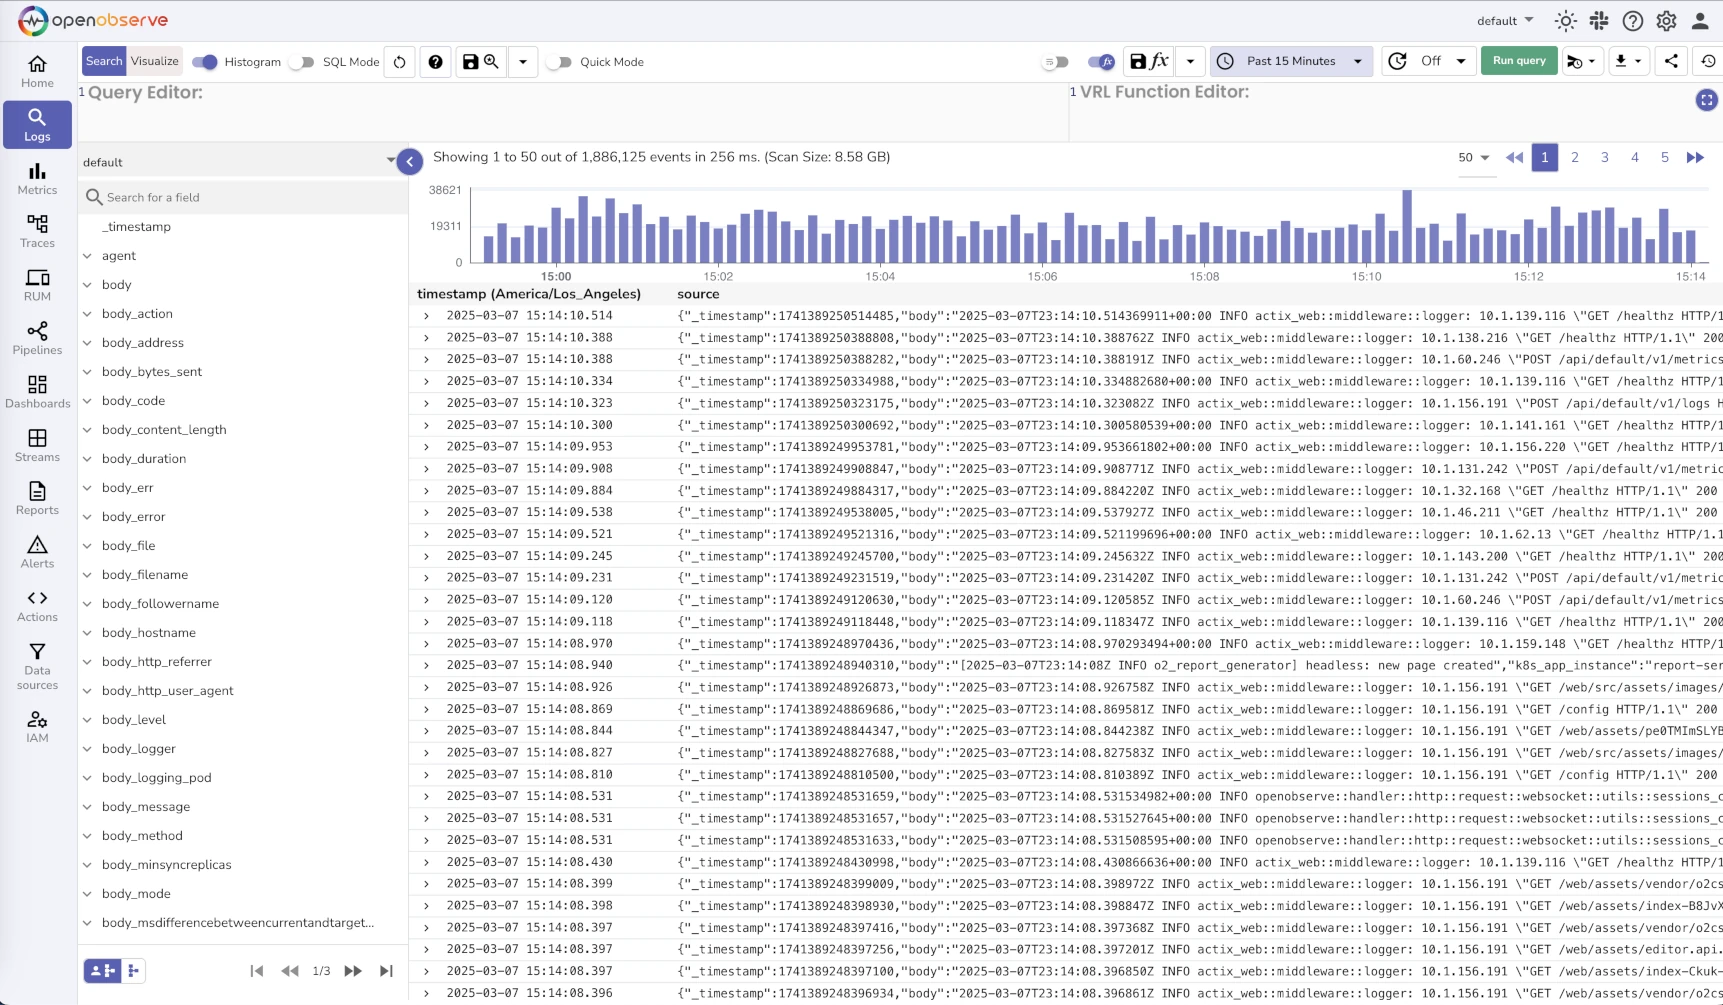 openobserve
default
Home
Logs
Metrics
Traces
RUM
Pipelines
Dashboards
Streams
Reports
Alerts
Actions
Data
sources
IAM
Search Visualize Histogram SQL Mode Quick Mode fx fx Past 15 Minutes Off Run query
1 Query Editor:
1 VRL Function Editor:
default
Search for a field
_timestamp
agent
body
body_action
body_address
body_bytes_sent
body_code
body_content_length
body_duration
body_err
body_error
body_file
body_filename
body_followername
body_hostname
body_http_referrer
body_http_user_agent
body_level
body_logger
body_logging_pod
body_message
body_method
body_minsyncreplicas
body_mode
body_msdifferencebetweencurrentandtarget...
1/3
Showing 1 to 50 out of 1,886,125 events in 256 ms. (Scan Size: 8.58 GB)
50 1 2 3 4 5
38621
19311
0
15:00 15:02 15:04 15:06 15:08 15:10 15:12 15:14
timestamp (America/Los_Angeles) source
2025-03-07 15:14:10.514 {"_timestamp":1741389250514485,"body":"2025-03-07T23:14:10.514369911+00:00 INFO actix_web::middleware::logger: 10.1.139.116 \"GET /healthz HTTP/1
2025-03-07 15:14:10.388 {"_timestamp":1741389250388808,"body":"2025-03-07T23:14:10.388762Z INFO actix_web::middleware::logger: 10.1.138.216 \"GET /healthz HTTP/1.1\" 200
2025-03-07 15:14:10.388 {"_timestamp":1741389250388282,"body":"2025-03-07T23:14:10.388191Z INFO actix_web::middleware::logger: 10.1.60.246 \"POST /api/default/v1/metrics
2025-03-07 15:14:10.334 {"_timestamp":1741389250334988,"body":"2025-03-07T23:14:10.334882680+00:00 INFO actix_web::middleware::logger: 10.1.139.116 \"GET /healthz HTTP/1
2025-03-07 15:14:10.323 {"_timestamp":1741389250323175,"body":"2025-03-07T23:14:10.323082Z INFO actix_web::middleware::logger: 10.1.156.191 \"POST /api/default/v1/logs H
2025-03-07 15:14:10.300 {"_timestamp":1741389250300692,"body":"2025-03-07T23:14:10.300580539+00:00 INFO actix_web::middleware::logger: 10.1.141.161 \"GET /healthz HTTP/1
2025-03-07 15:14:09.953 {"_timestamp":1741389249953781,"body":"2025-03-07T23:14:09.953661802+00:00 INFO actix_web::middleware::logger: 10.1.156.220 \"GET /healthz HTTP/1
2025-03-07 15:14:09.908 {"_timestamp":1741389249908847,"body":"2025-03-07T23:14:09.908771Z INFO actix_web::middleware::logger: 10.1.131.242 \"POST /api/default/v1/metric
2025-03-07 15:14:09.884 {"_timestamp":1741389249884317,"body":"2025-03-07T23:14:09.884220Z INFO actix_web::middleware::logger: 10.1.32.168 \"GET /healthz HTTP/1.1\" 200
2025-03-07 15:14:09.538 {"_timestamp":1741389249538005,"body":"2025-03-07T23:14:09.537927Z INFO actix_web::middleware::logger: 10.1.46.211 \"GET /healthz HTTP/1.1\" 200
2025-03-07 15:14:09.521 {"_timestamp":1741389249521316,"body":"2025-03-07T23:14:09.521199696+00:00 INFO actix_web::middleware::logger: 10.1.62.13 \"GET /healthz HTTP/1.1
2025-03-07 15:14:09.245 {"_timestamp":1741389249245700,"body":"2025-03-07T23:14:09.245632Z INFO actix_web::middleware::logger: 10.1.143.200 \"GET /healthz HTTP/1.1\" 200
2025-03-07 15:14:09.231 {"_timestamp":1741389249231519,"body":"2025-03-07T23:14:09.231420Z INFO actix_web::middleware::logger: 10.1.131.242 \"POST /api/default/v1/metric
2025-03-07 15:14:09.120 {"_timestamp":1741389249120630,"body":"2025-03-07T23:14:09.120585Z INFO actix_web::middleware::logger: 10.1.60.246 \"POST /api/default/v1/metrics
2025-03-07 15:14:09.118 {"_timestamp":1741389249118448,"body":"2025-03-07T23:14:09.118347Z INFO actix_web::middleware::logger: 10.1.139.116 \"GET /healthz HTTP/1.1\" 200
2025-03-07 15:14:08.970 {"_timestamp":1741389248970436,"body":"2025-03-07T23:14:08.970293494+00:00 INFO actix_web::middleware::logger: 10.1.159.148 \"GET /healthz HTTP/1
2025-03-07 15:14:08.940 {"_timestamp":1741389248940310,"body":"[2025-03-07T23:14:08Z INFO o2_report_generator] headless: new page created","k8s_app_instance":"report-ser
2025-03-07 15:14:08.926 {"_timestamp":1741389248926873,"body":"2025-03-07T23:14:08.926758Z INFO actix_web::middleware::logger: 10.1.156.191 \"GET /web/src/assets/images/
2025-03-07 15:14:08.869 {"_timestamp":1741389248869686,"body":"2025-03-07T23:14:08.869581Z INFO actix_web::middleware::logger: 10.1.156.191 \"GET /config HTTP/1.1\" 200
2025-03-07 15:14:08.844 {"_timestamp":1741389248844347,"body":"2025-03-07T23:14:08.844238Z INFO actix_web::middleware::logger: 10.1.156.191 \"GET /web/assets/pe0TMImSLYB
2025-03-07 15:14:08.827 {"_timestamp":1741389248827688,"body":"2025-03-07T23:14:08.827583Z INFO actix_web::middleware::logger: 10.1.156.191 \"GET /web/src/assets/images/
2025-03-07 15:14:08.810 {"_timestamp":1741389248810500,"body":"2025-03-07T23:14:08.810389Z INFO actix_web::middleware::logger: 10.1.156.191 \"GET /config HTTP/1.1\" 200
2025-03-07 15:14:08.531 {"_timestamp":1741389248531659,"body":"2025-03-07T23:14:08.531534982+00:00 INFO openobserve::handler::http::request::websocket::utils::sessions_c
2025-03-07 15:14:08.531 {"_timestamp":1741389248531657,"body":"2025-03-07T23:14:08.531527645+00:00 INFO openobserve::handler::http::request::websocket::utils::sessions_c
2025-03-07 15:14:08.531 {"_timestamp":1741389248531633,"body":"2025-03-07T23:14:08.531508595+00:00 INFO openobserve::handler::http::request::websocket::utils::sessions_c
2025-03-07 15:14:08.430 {"_timestamp":1741389248430998,"body":"2025-03-07T23:14:08.430866636+00:00 INFO actix_web::middleware::logger: 10.1.139.116 \"GET /healthz HTTP/1
2025-03-07 15:14:08.399 {"_timestamp":1741389248399009,"body":"2025-03-07T23:14:08.398972Z INFO actix_web::middleware::logger: 10.1.156.191 \"GET /web/assets/vendor/o2cs
2025-03-07 15:14:08.398 {"_timestamp":1741389248398930,"body":"2025-03-07T23:14:08.398847Z INFO actix_web::middleware::logger: 10.1.156.191 \"GET /web/assets/index-B8JvX
2025-03-07 15:14:08.397 {"_timestamp":1741389248397416,"body":"2025-03-07T23:14:08.397368Z INFO actix_web::middleware::logger: 10.1.156.191 \"GET /web/assets/vendor/o2cs
2025-03-07 15:14:08.397 {"_timestamp":1741389248397256,"body":"2025-03-07T23:14:08.397201Z INFO actix_web::middleware::logger: 10.1.156.191 \"GET /web/assets/editor.api.
2025-03-07 15:14:08.397 {"_timestamp":1741389248397100,"body":"2025-03-07T23:14:08.396850Z INFO actix_web::middleware::logger: 10.1.156.191 \"GET /web/assets/index-Ckuk-
2025-03-07 15:14:08.396 {"_timestamp":1741389248396934,"body":"2025-03-07T23:14:08.396861Z INFO actix_web::middleware::logger: 10.1.156.191 \"GET /web/assets/vendor/o2cs